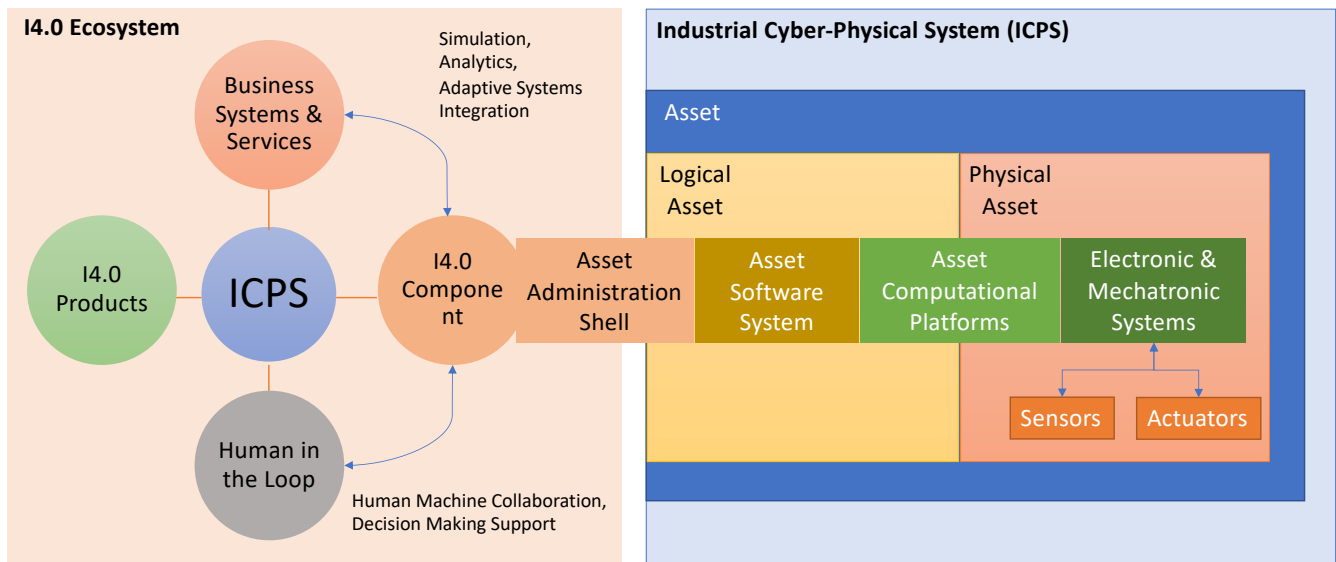 I4.0 Ecosystem
Simulation,
Analytics,
Adaptive Systems
Integration
Business
Systems &
Services
I4.0
Products
ICPS
I4.0
Compone
nt
Human in
the Loop
Human Machine Collaboration,
Decision Making Support
Industrial Cyber-Physical System (ICPS)
Asset
Logical
Asset
Physical
Asset
Asset
Administration
Shell
Asset
Software
System
Asset
Computational
Platforms
Electronic &
Mechatronic
Systems
Sensors
Actuators